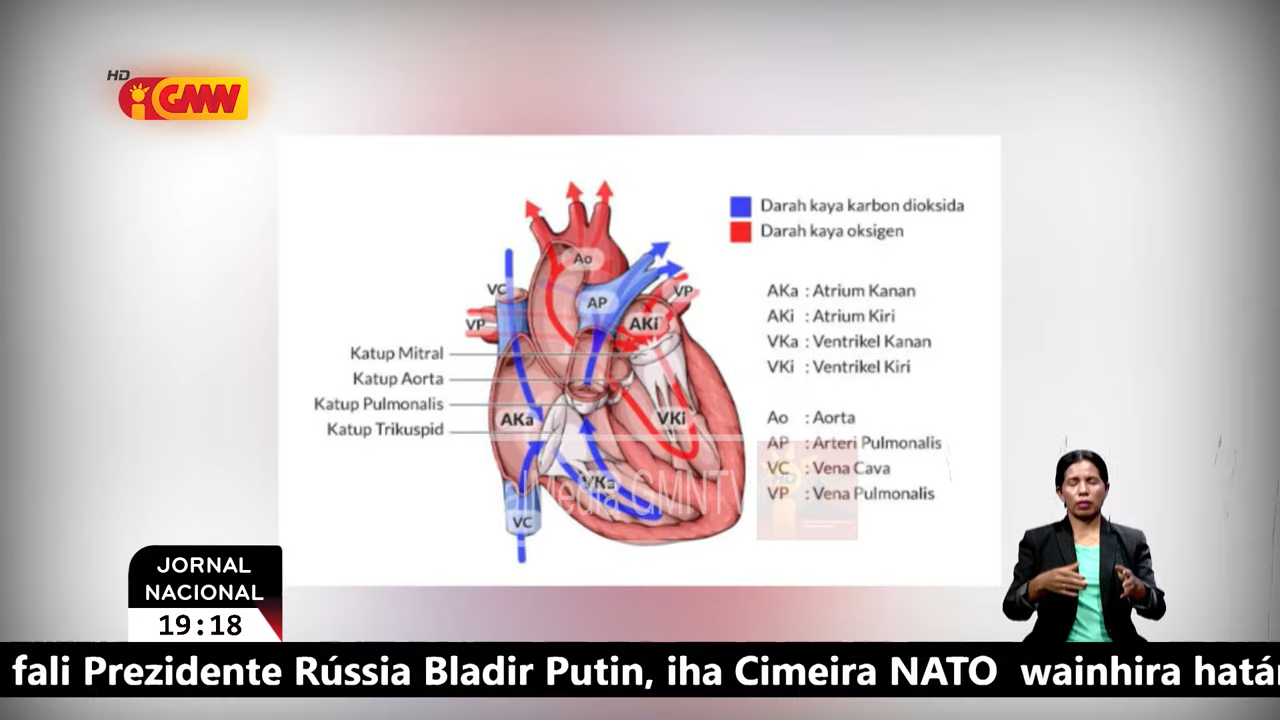 HD
GMN
Darah kaya karbon dioksida
Darah kaya oksigen
Ao
VC
AP
VP
VP
AKi
AKa : Atrium Kanan
AKi : Atrium Kiri
VKa : Ventrikel Kanan
VKi : Ventrikel Kiri
Katup Mitral
Katup Aorta
Katup Pulmonalis
Katup Trikuspid
AKa
VKi
VKa
VC
Ao : Aorta
AP : Arteri Pulmonalis
VC : Vena Cava
VP : Vena Pulmonalis
Media GMNTV
HD
JORNAL
NACIONAL
19:18
fali Prezidente Rússia Bladir Putin, iha Cimeira NATO wainhira